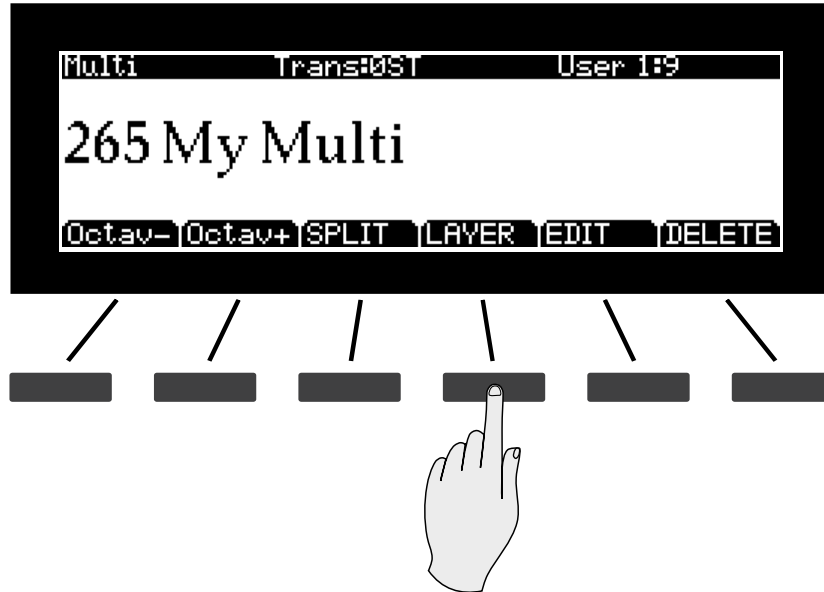 Multi Trans:0ST User 1:9
265 My Multi
Octav- Octav+ SPLIT LAYER EDIT DELETE